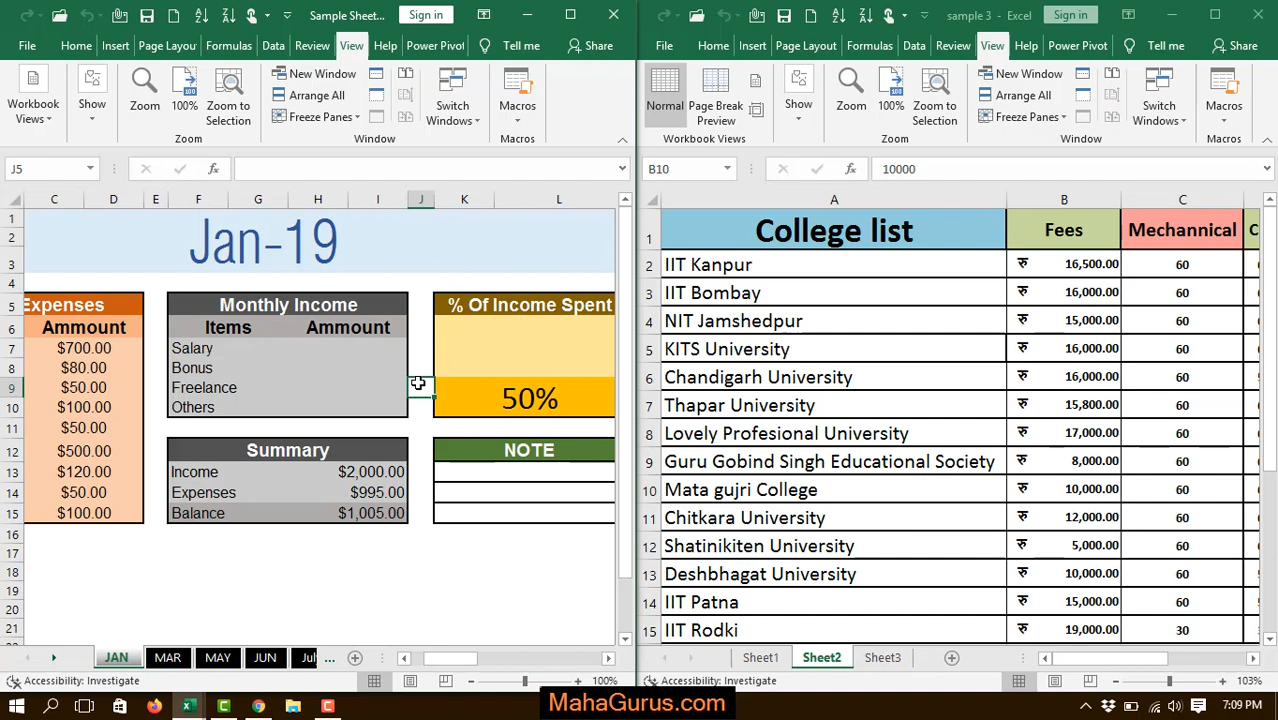 Sample Sheet...
Sign in
File Home Insert Page Layout Formulas Data Review View Help Power Pivot Tell me Share
Workbook Views
Show
Zoom
100%
Zoom to Selection
New Window
Arrange All
Freeze Panes
Switch Windows
Macros
Zoom
Window
Macros
J5
fx
C D E F G H I J K L
1
2
3
4
5
6
7
8
9
10
11
12
13
14
15
16
17
18
19
20
21
Jan-19
Expenses
Ammount
$700.00
$80.00
$50.00
$100.00
$50.00
$500.00
$120.00
$50.00
$100.00
Monthly Income
Items Ammount
Salary
Bonus
Freelance
Others
Summary
Income $2,000.00
Expenses $995.00
Balance $1,005.00
% Of Income Spent
50%
NOTE
JAN MAR MAY JUN Jul ...
Accessibility: Investigate
100%
sample 3 - Excel
Sign in
File Home Insert Page Layout Formulas Data Review View Help Power Pivot Tell me Share
Normal
Page Break Preview
Show
Zoom
100%
Zoom to Selection
New Window
Arrange All
Freeze Panes
Switch Windows
Macros
Workbook Views
Zoom
Window
Macros
B10
fx
10000
A B C
1 College list Fees Mechannical C
2 IIT Kanpur रु 16,500.00 60
3 IIT Bombay रु 16,000.00 60
4 NIT Jamshedpur रु 15,000.00 60
5 KITS University रु 16,000.00 60
6 Chandigarh University रु 16,000.00 60
7 Thapar University रु 15,800.00 60
8 Lovely Profesional University रु 17,000.00 60
9 Guru Gobind Singh Educational Society रु 8,000.00 60
10 Mata gujri College रु 10,000.00 60
11 Chitkara University रु 12,000.00 60
12 Shatinikiten University रु 5,000.00 60
13 Deshbhagat University रु 10,000.00 60
14 IIT Patna रु 15,000.00 60
15 IIT Rodki रु 19,000.00 30
Sheet1 Sheet2 Sheet3
Accessibility: Investigate
103%
MahaGurus.com
7:09 PM